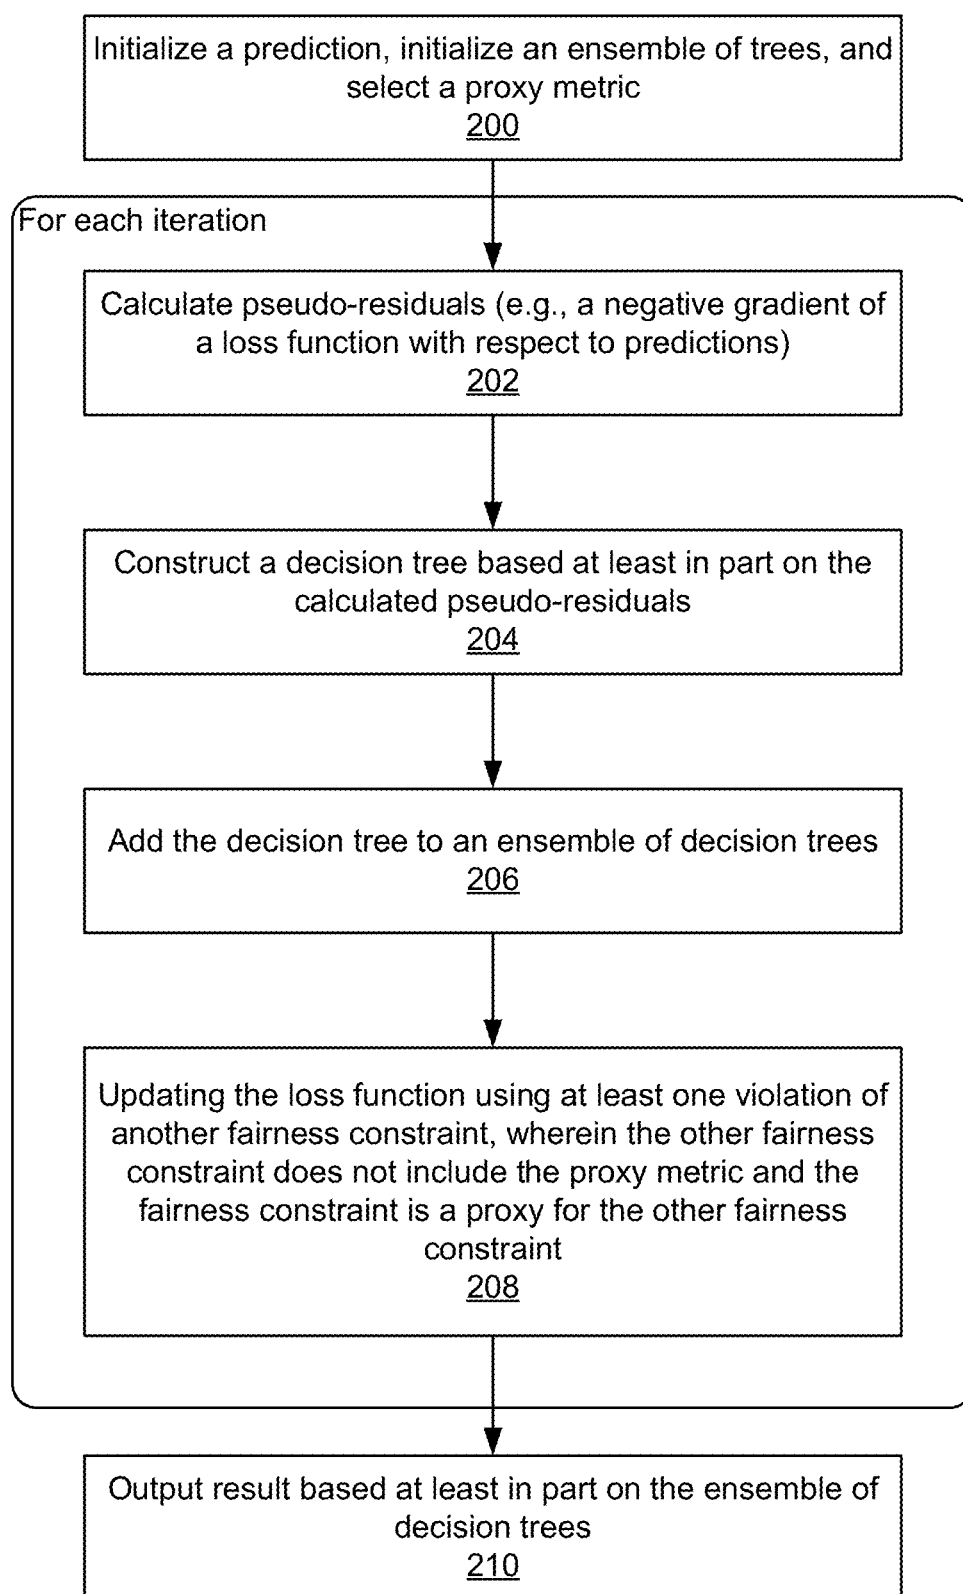 Initialize a prediction, initialize an ensemble of trees, and
select a proxy metric
200
For each iteration
Calculate pseudo-residuals (e.g., a negative gradient of
a loss function with respect to predictions)
202
Construct a decision tree based at least in part on the
calculated pseudo-residuals
204
Add the decision tree to an ensemble of decision trees
206
Updating the loss function using at least one violation of
another fairness constraint, wherein the other fairness
constraint does not include the proxy metric and the
fairness constraint is a proxy for the other fairness
constraint
208
Output result based at least in part on the ensemble of
decision trees
210